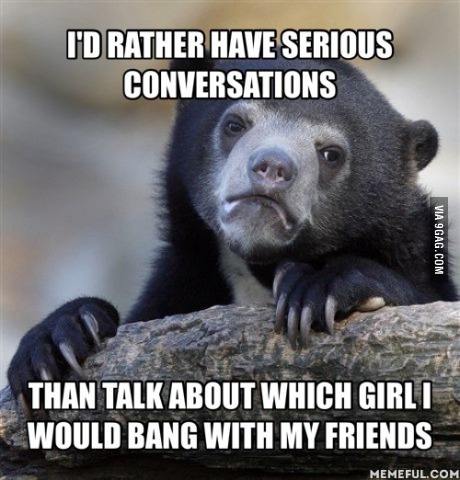 I'D RATHER HAVE SERIOUS
CONVERSATIONS
VIA 9GAG.COM
THAN TALK ABOUT WHICH GIRL I
WOULD BANG WITH MY FRIENDS
MEMEFUL.COM